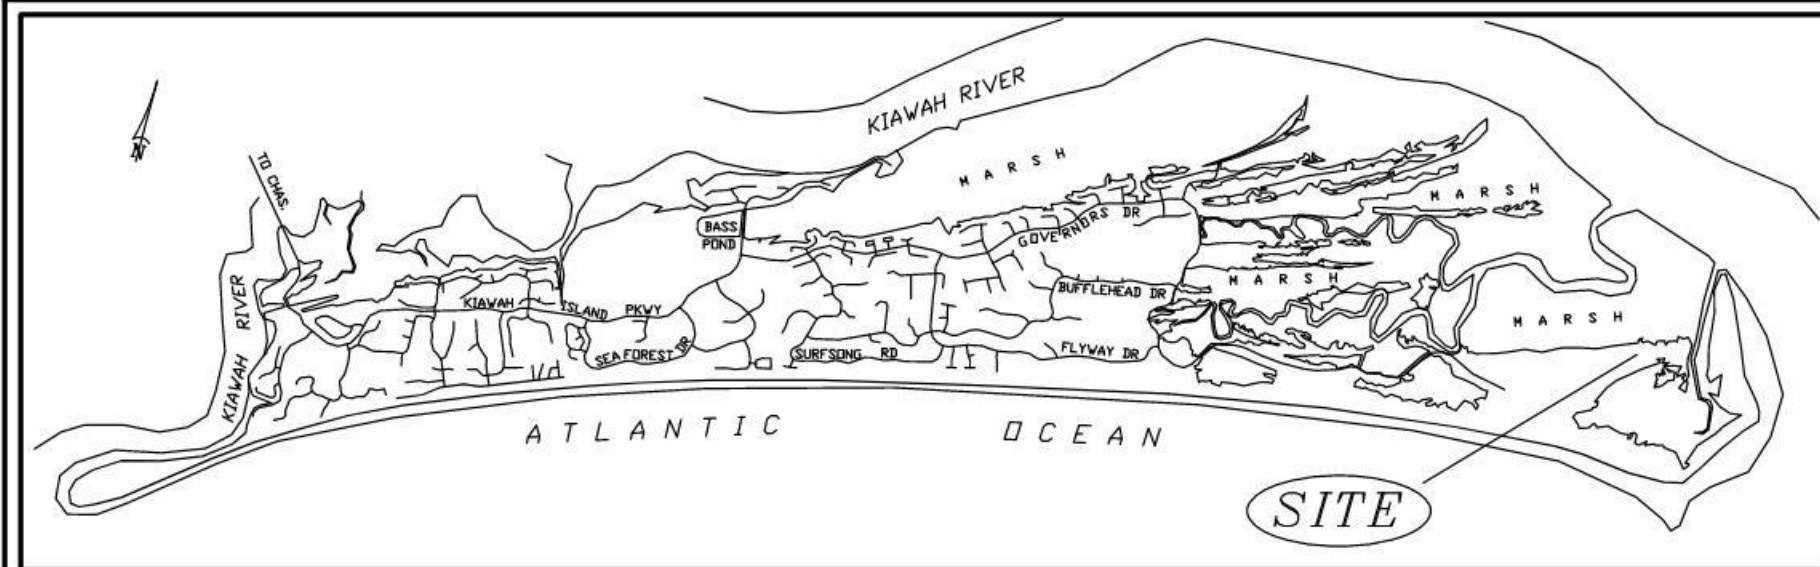 KIAWAH RIVER
N
TO CHAS.
MARSH
MARSH
BASS
POND
GOVERNORS DR
KIAWAH RIVER
KIAWAH ISLAND PKWY
BUFFLEHEAD DR
MARSH
MARSH
SEA FOREST DR
SURFSONG RD
FLYWAY DR
ATLANTIC OCEAN
SITE